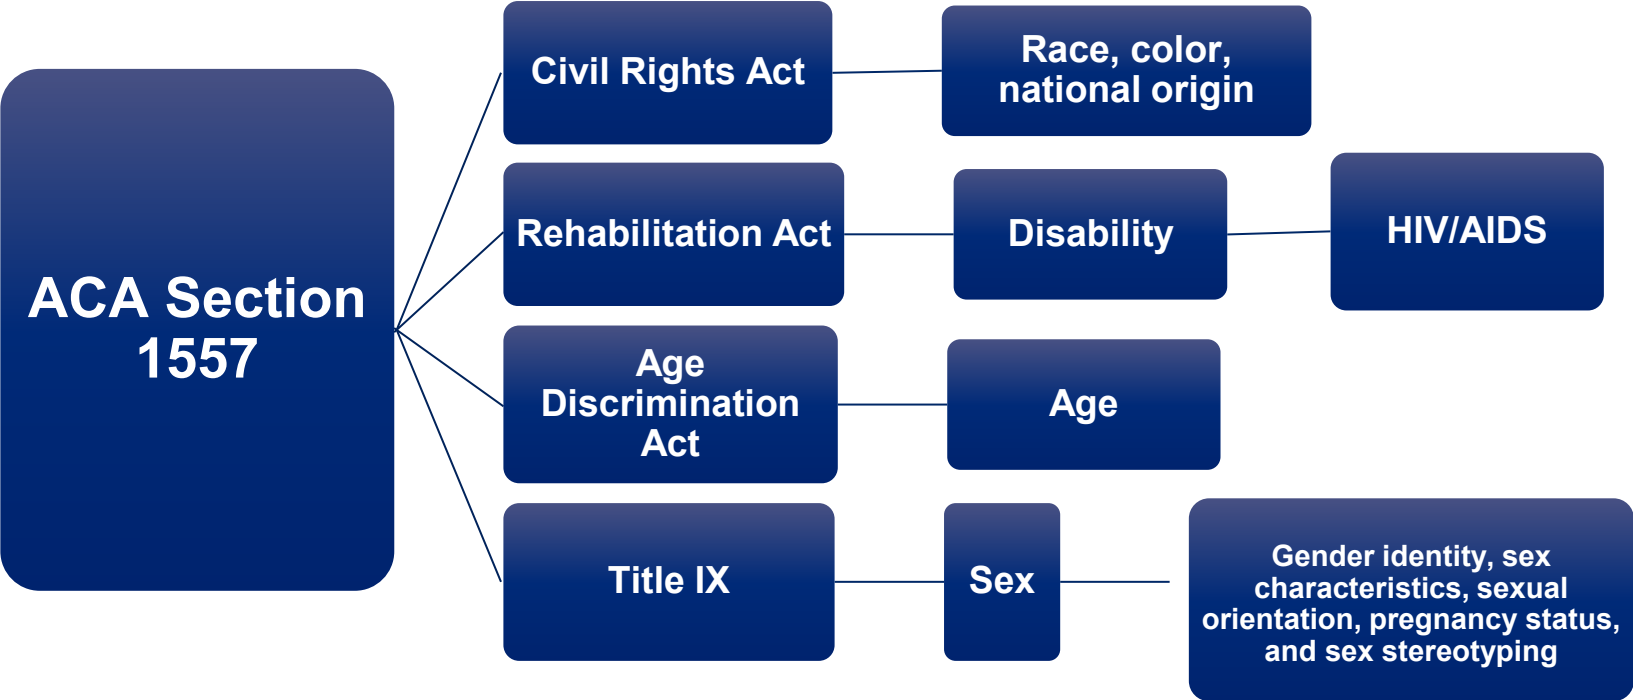 ACA Section
1557
Civil Rights Act
Race, color,
national origin
Rehabilitation Act
Disability
HIV/AIDS
Age
Discrimination
Act
Age
Title IX
Sex
Gender identity, sex
characteristics, sexual
orientation, pregnancy status,
and sex stereotyping